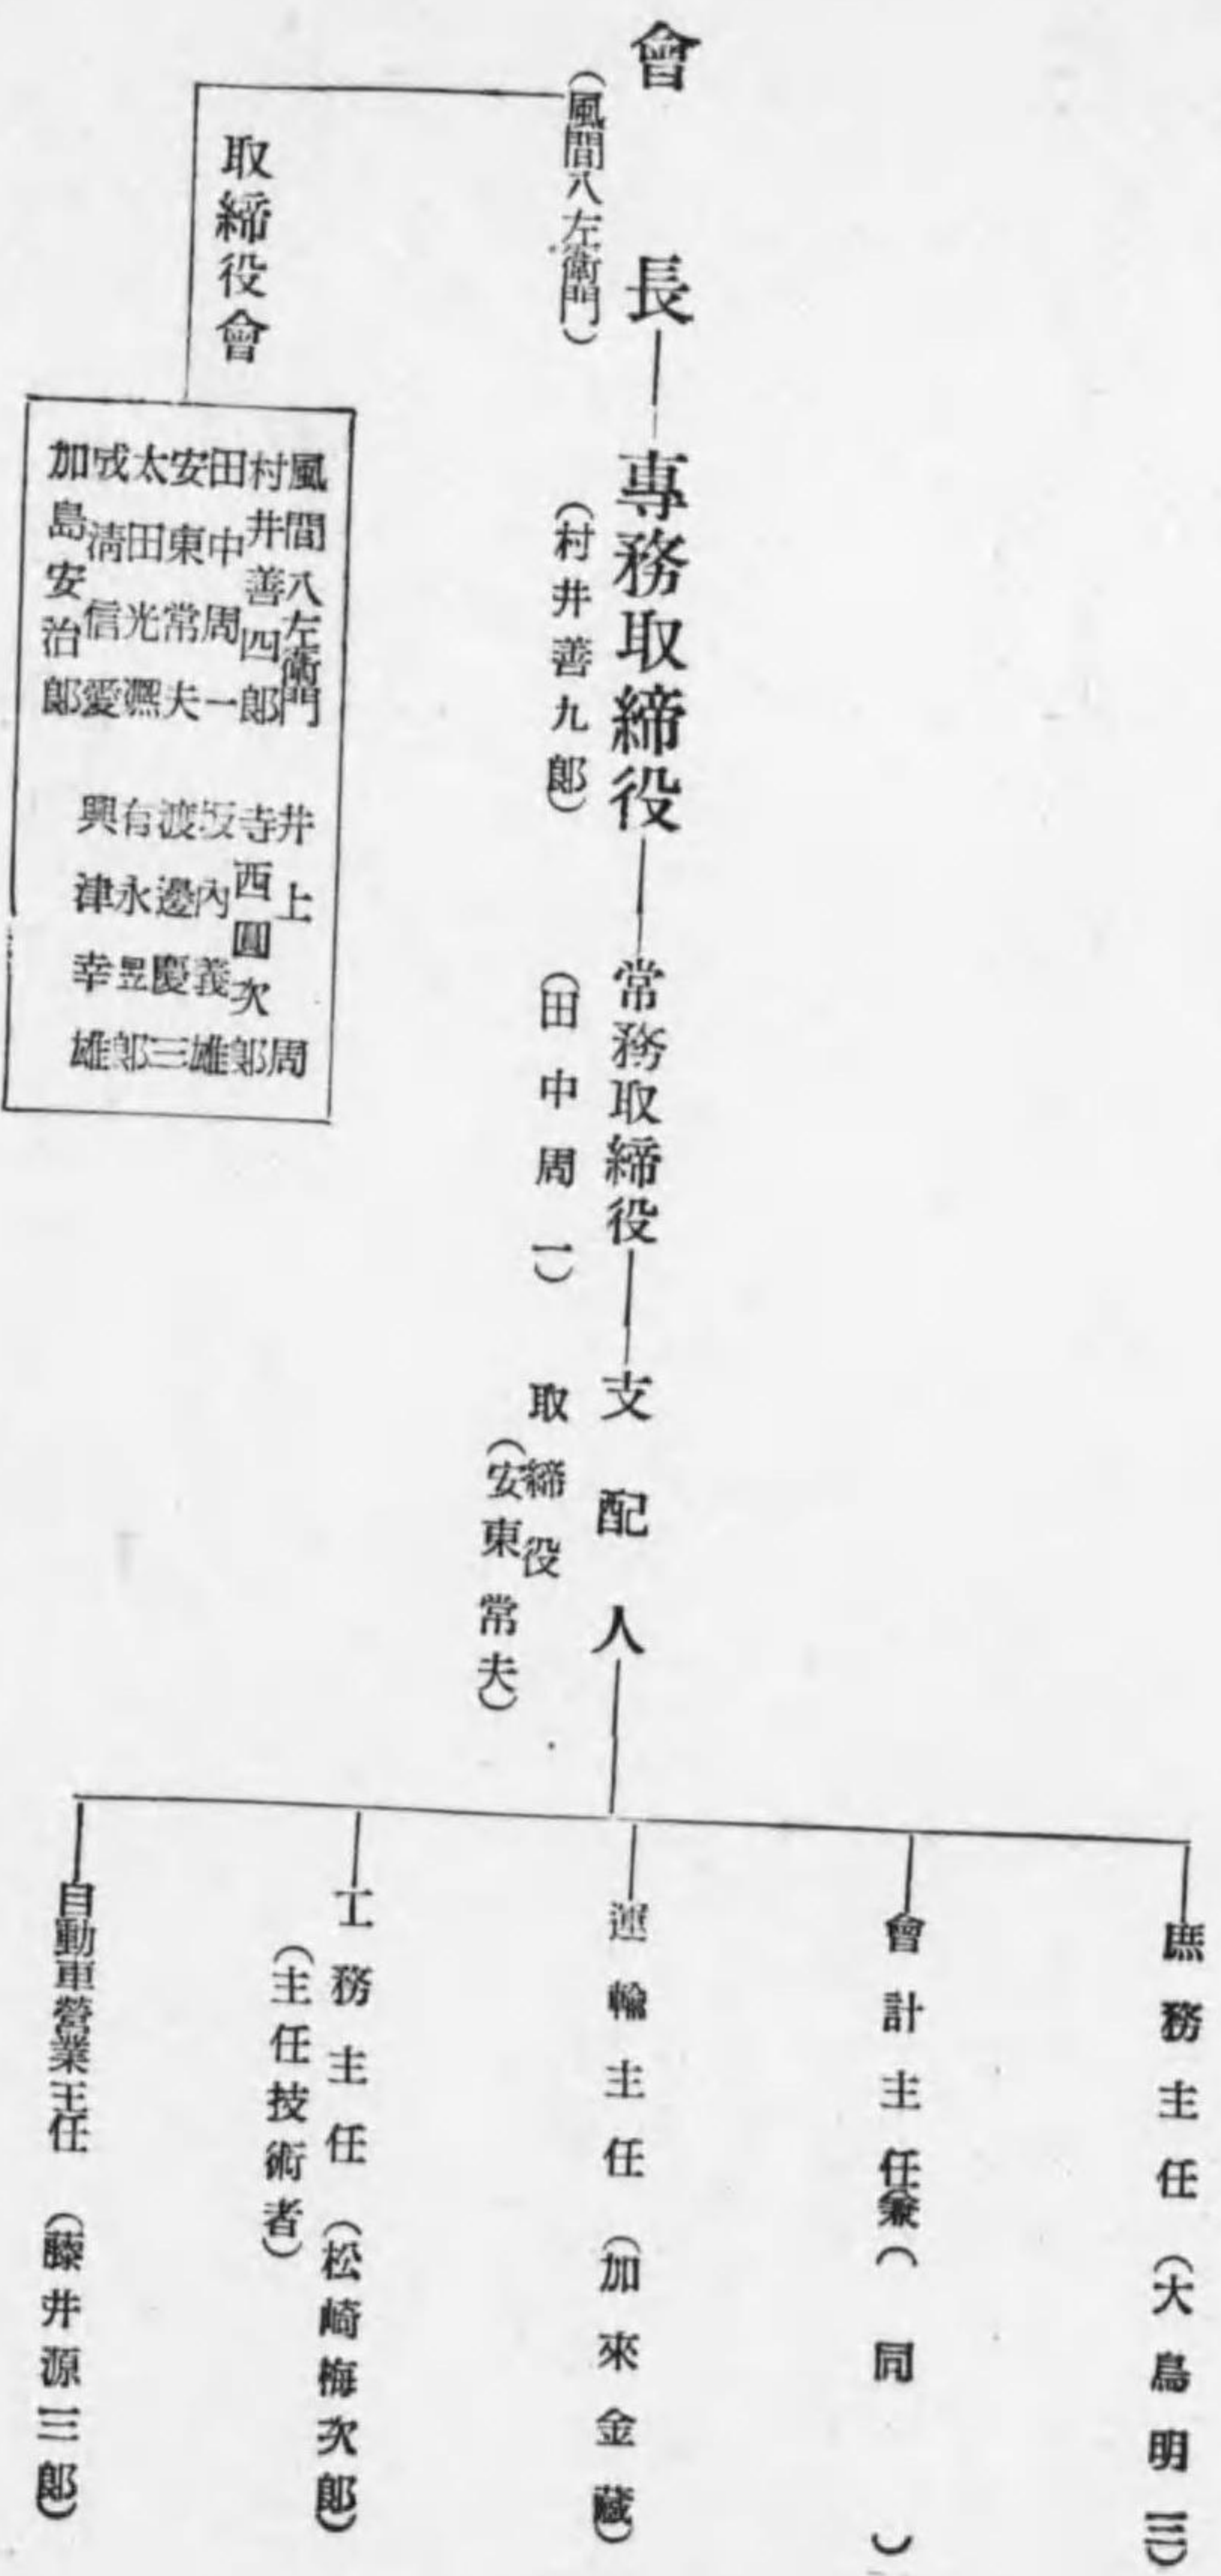 會長
(風間八左衛門)
專務取締役
(村井善九郎)
常務取締役
(田中周一)
支配人
取締役
(安東常夫)
庶務主任(大鳥明三)
會計主任兼(同)
運輸主任(加來金藏)
工務主任(松崎梅次郎)
(主任技術者)
自動車營業主任(藤井源三郎)
取締役會
風間八左衛門
村井善四郎
田中周一
安東常夫
太田光凞
成清信愛
加島安治郎
井上周
寺西圓次郎
坂內義雄
渡邊慶三
有永昱郎
興津幸雄